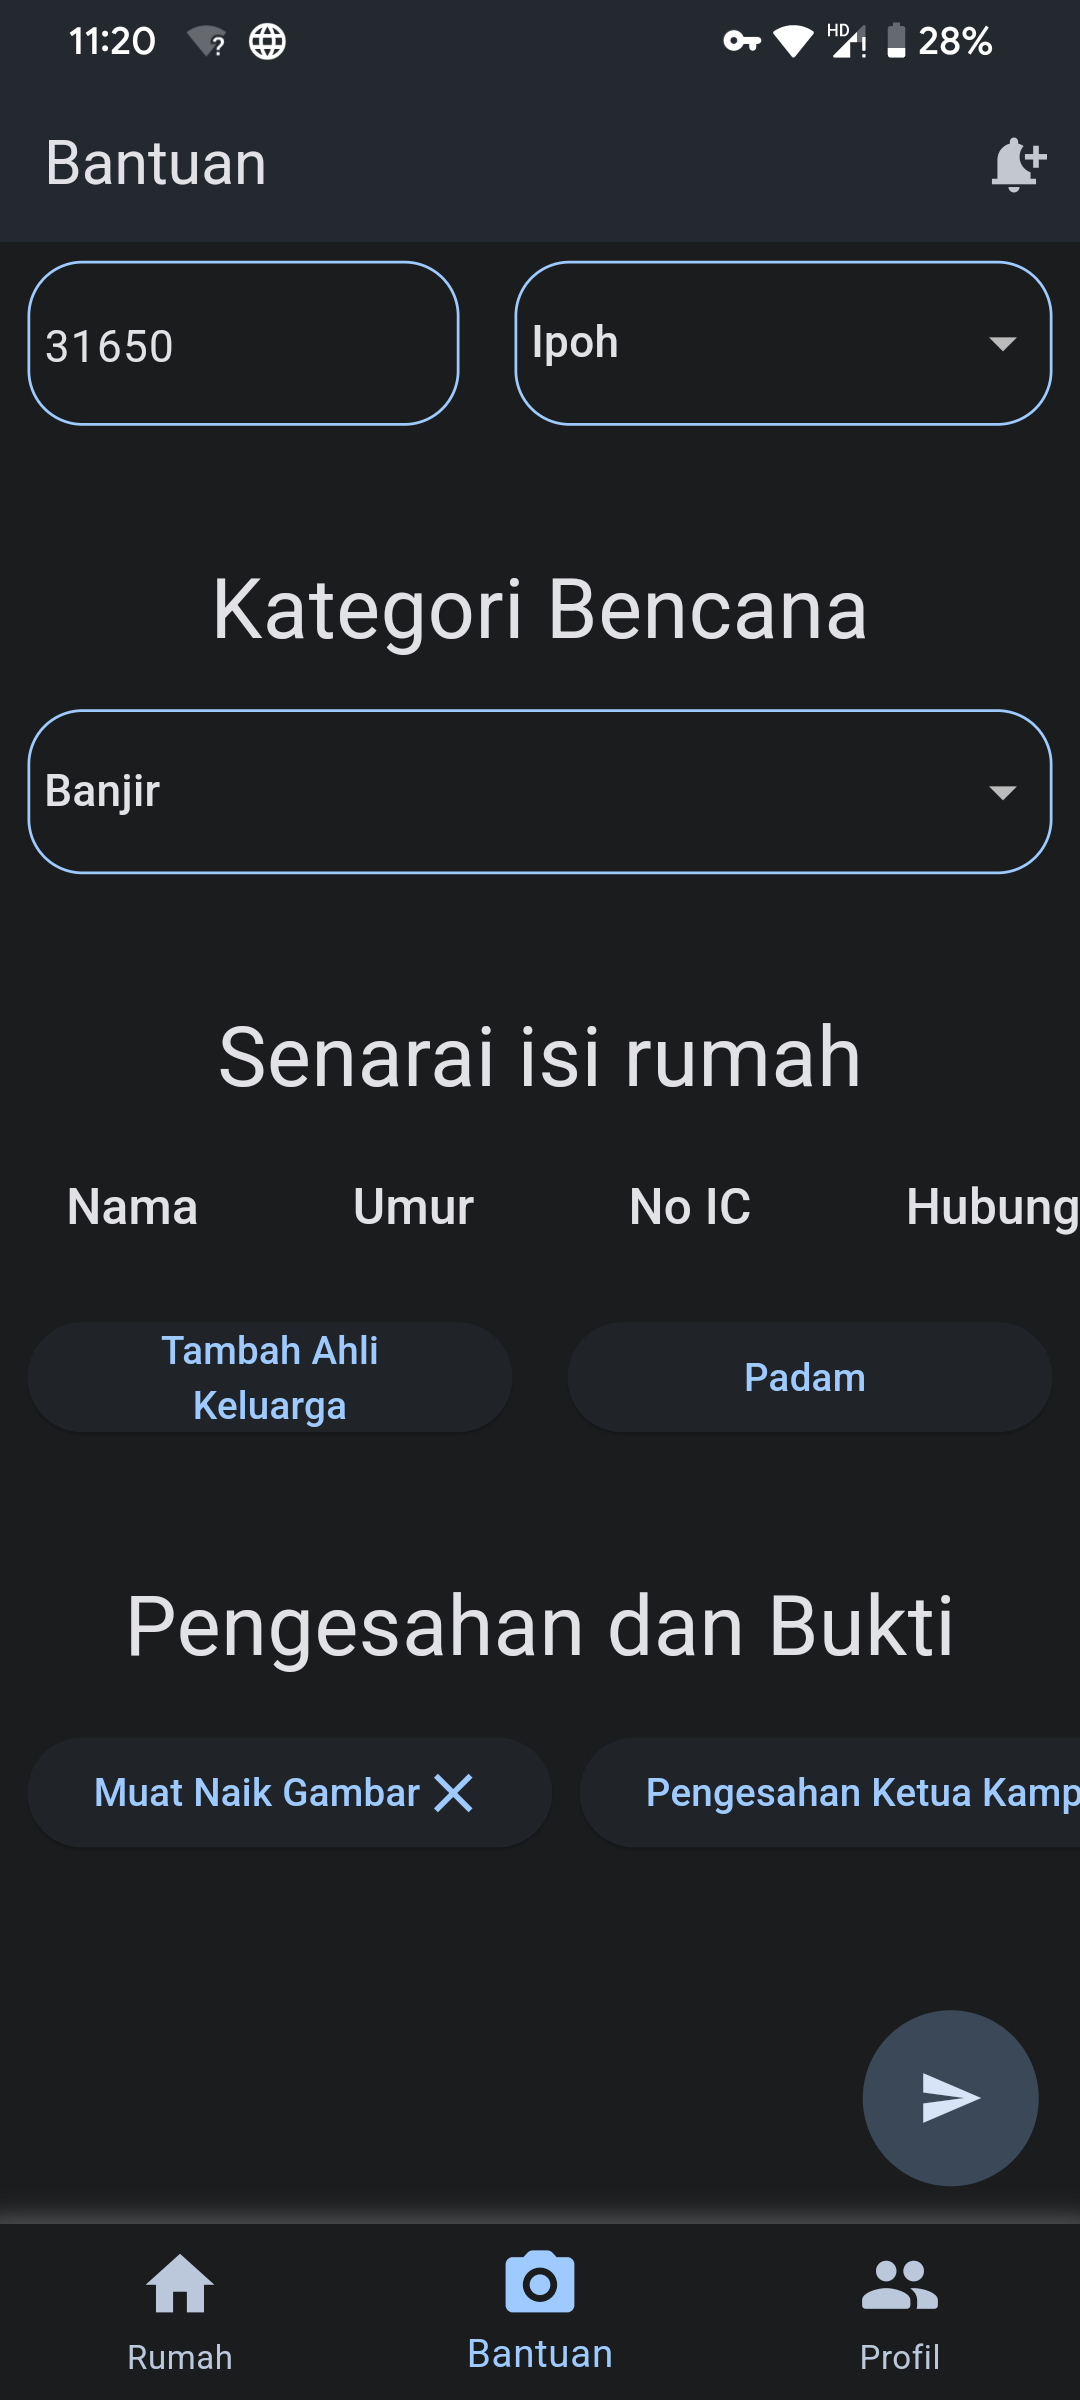 11:20
HD
28%
Bantuan
31650
Ipoh
Kategori Bencana
Banjir
Senarai isi rumah
Nama Umur No IC Hubung
Tambah Ahli
Keluarga
Padam
Pengesahan dan Bukti
Muat Naik Gambar
Pengesahan Ketua Kamp
Rumah Bantuan Profil